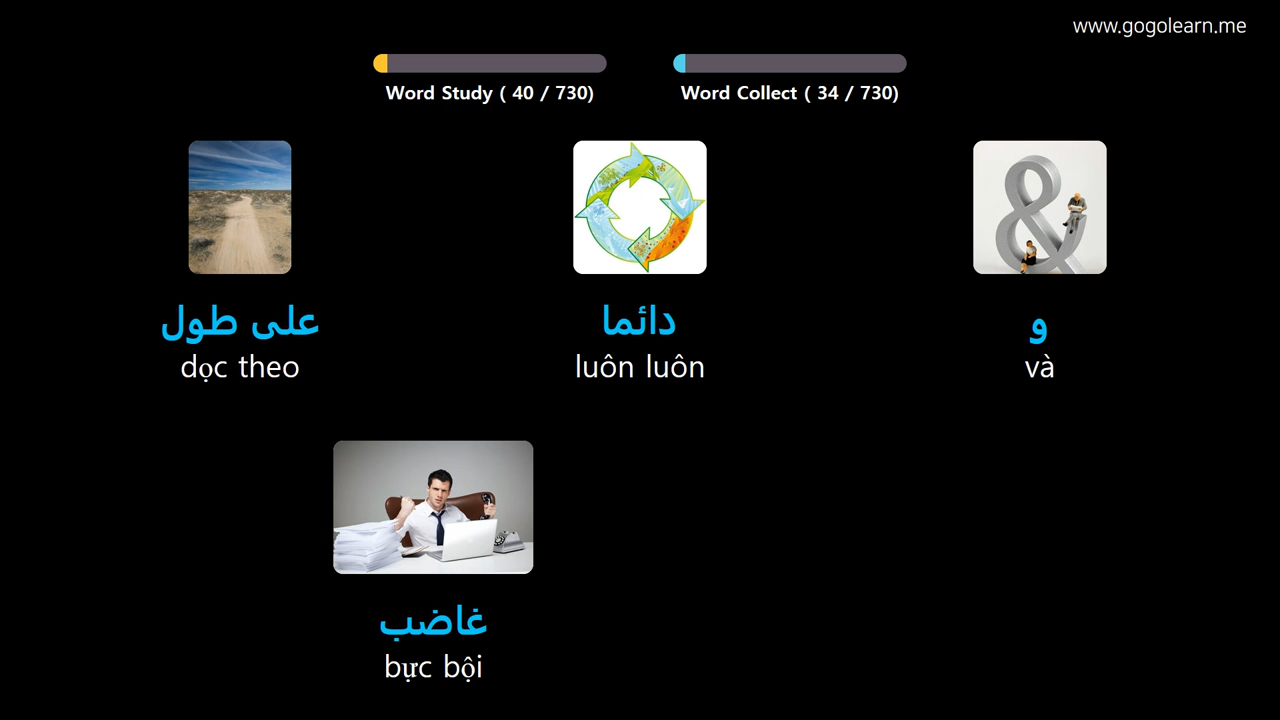 www.gogolearn.me
Word Study ( 40 / 730)
Word Collect ( 34 / 730)
على طول
dọc theo
دائما
luôn luôn
&
و
và
غاضب
bực bội